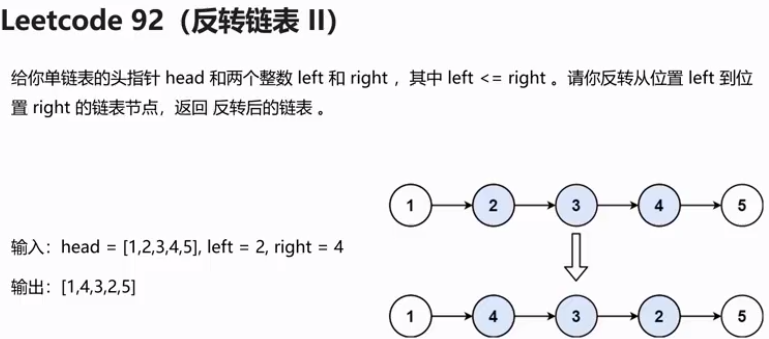 Leetcode 92（反转链表 II）
给你单链表的头指针 head 和两个整数 left 和 right ，其中 left <= right 。请你反转从位置 left 到位
置 right 的链表节点，返回 反转后的链表 。
1 2 3 4 5
输入：head = [1,2,3,4,5], left = 2, right = 4
输出：[1,4,3,2,5]
1 4 3 2 5